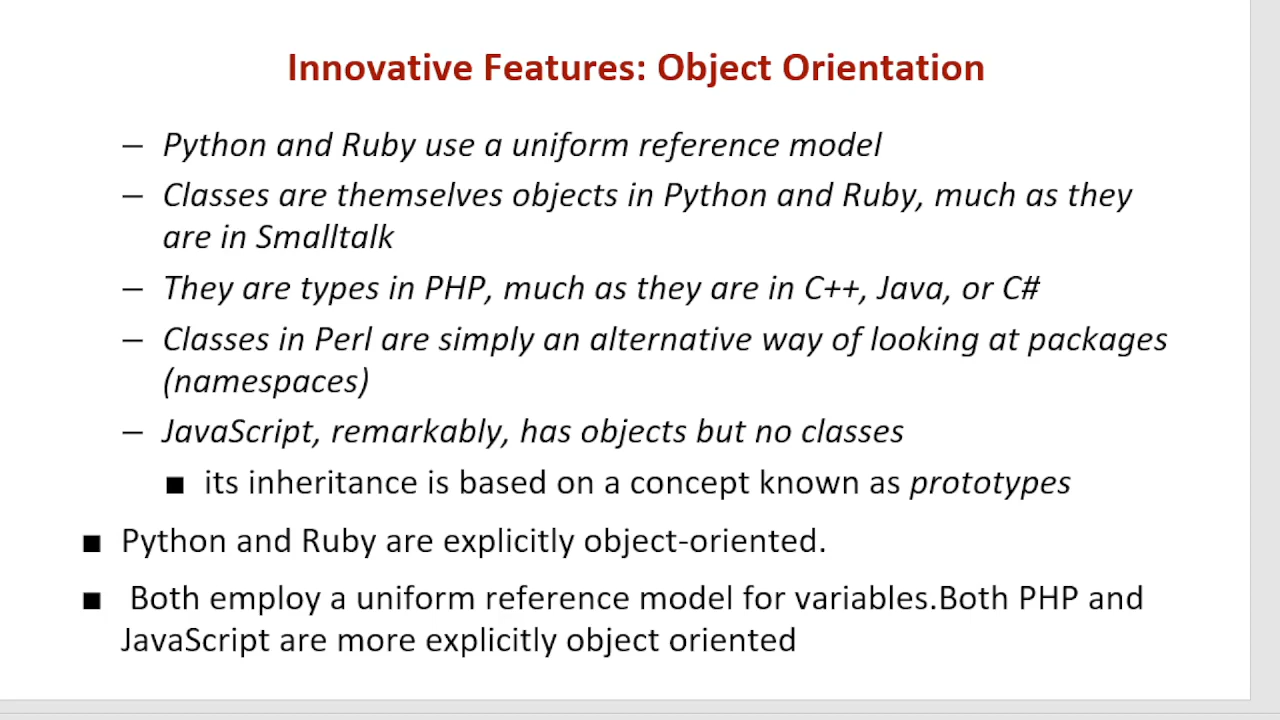 Innovative Features: Object Orientation
– Python and Ruby use a uniform reference model
– Classes are themselves objects in Python and Ruby, much as they
are in Smalltalk
– They are types in PHP, much as they are in C++, Java, or C#
– Classes in Perl are simply an alternative way of looking at packages
(namespaces)
– JavaScript, remarkably, has objects but no classes
■ its inheritance is based on a concept known as prototypes
■ Python and Ruby are explicitly object-oriented.
■ Both employ a uniform reference model for variables.Both PHP and
JavaScript are more explicitly object oriented